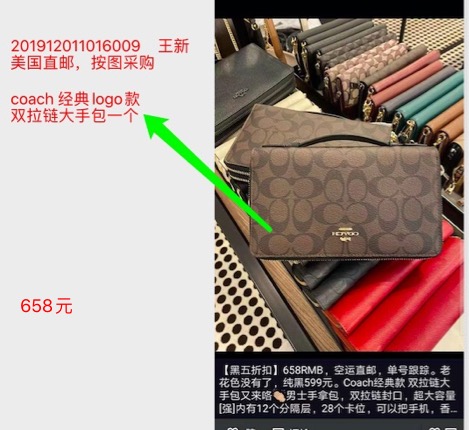 201912011016009 王新
美国直邮，按图采购
coach 经典logo款
双拉链大手包一个
658元
COACH
【黑五折扣】658RMB，空运直邮，单号跟踪。老
花色没有了，纯黑599元。Coach经典款 双拉链大
手包又来咯👏男士手拿包，双拉链封口，超大容量
[强]内有12个分隔层，28个卡位，可以把手机，香...